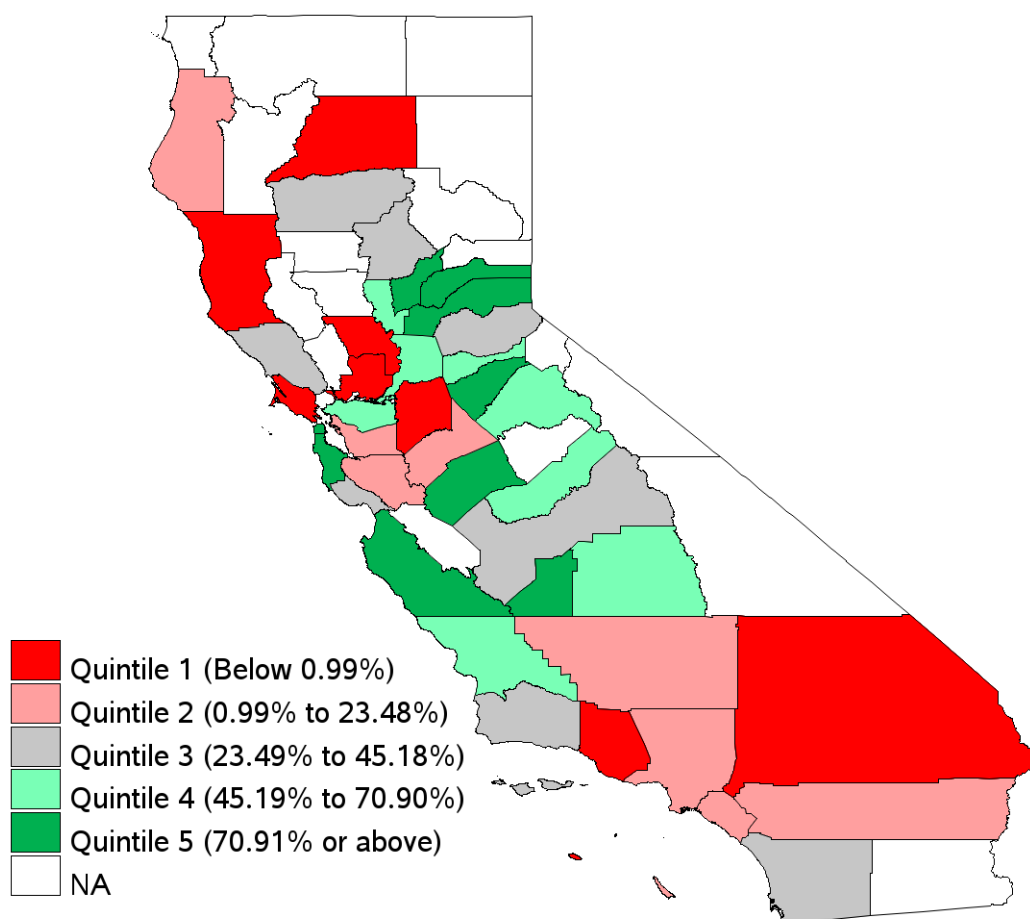 Quintile 1 (Below 0.99%)
Quintile 2 (0.99% to 23.48%)
Quintile 3 (23.49% to 45.18%)
Quintile 4 (45.19% to 70.90%)
Quintile 5 (70.91% or above)
NA